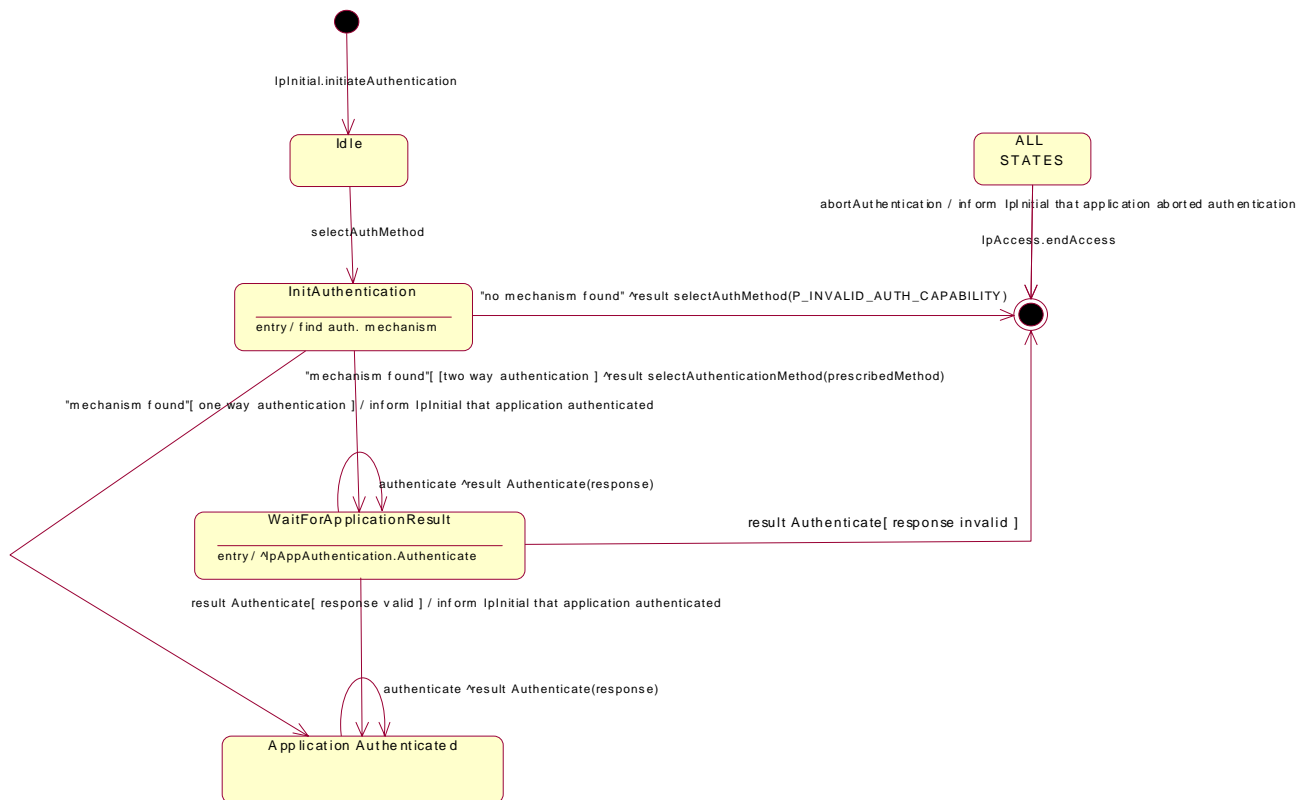 IpInitial.initiateAuthentication
Idle
ALL
STATES
abortAuthentication / inform IpInitial that application aborted authentication
selectAuthMethod
IpAccess.endAccess
InitAuthentication
"no mechanism found" ^result selectAuthMethod(P_INVALID_AUTH_CAPABILITY)
entry/ find auth. mechanism
"mechanism found"[ [two way authentication ] ^result selectAuthenticationMethod(prescribedMethod)
"mechanism found"[ one way authentication ] / inform IpInitial that application authenticated
authenticate ^result Authenticate(response)
WaitForApplicationResult
result Authenticate[ response invalid ]
entry/ ^IpAppAuthentication.Authenticate
result Authenticate[ response valid ] / inform IpInitial that application authenticated
authenticate ^result Authenticate(response)
Application Authenticated